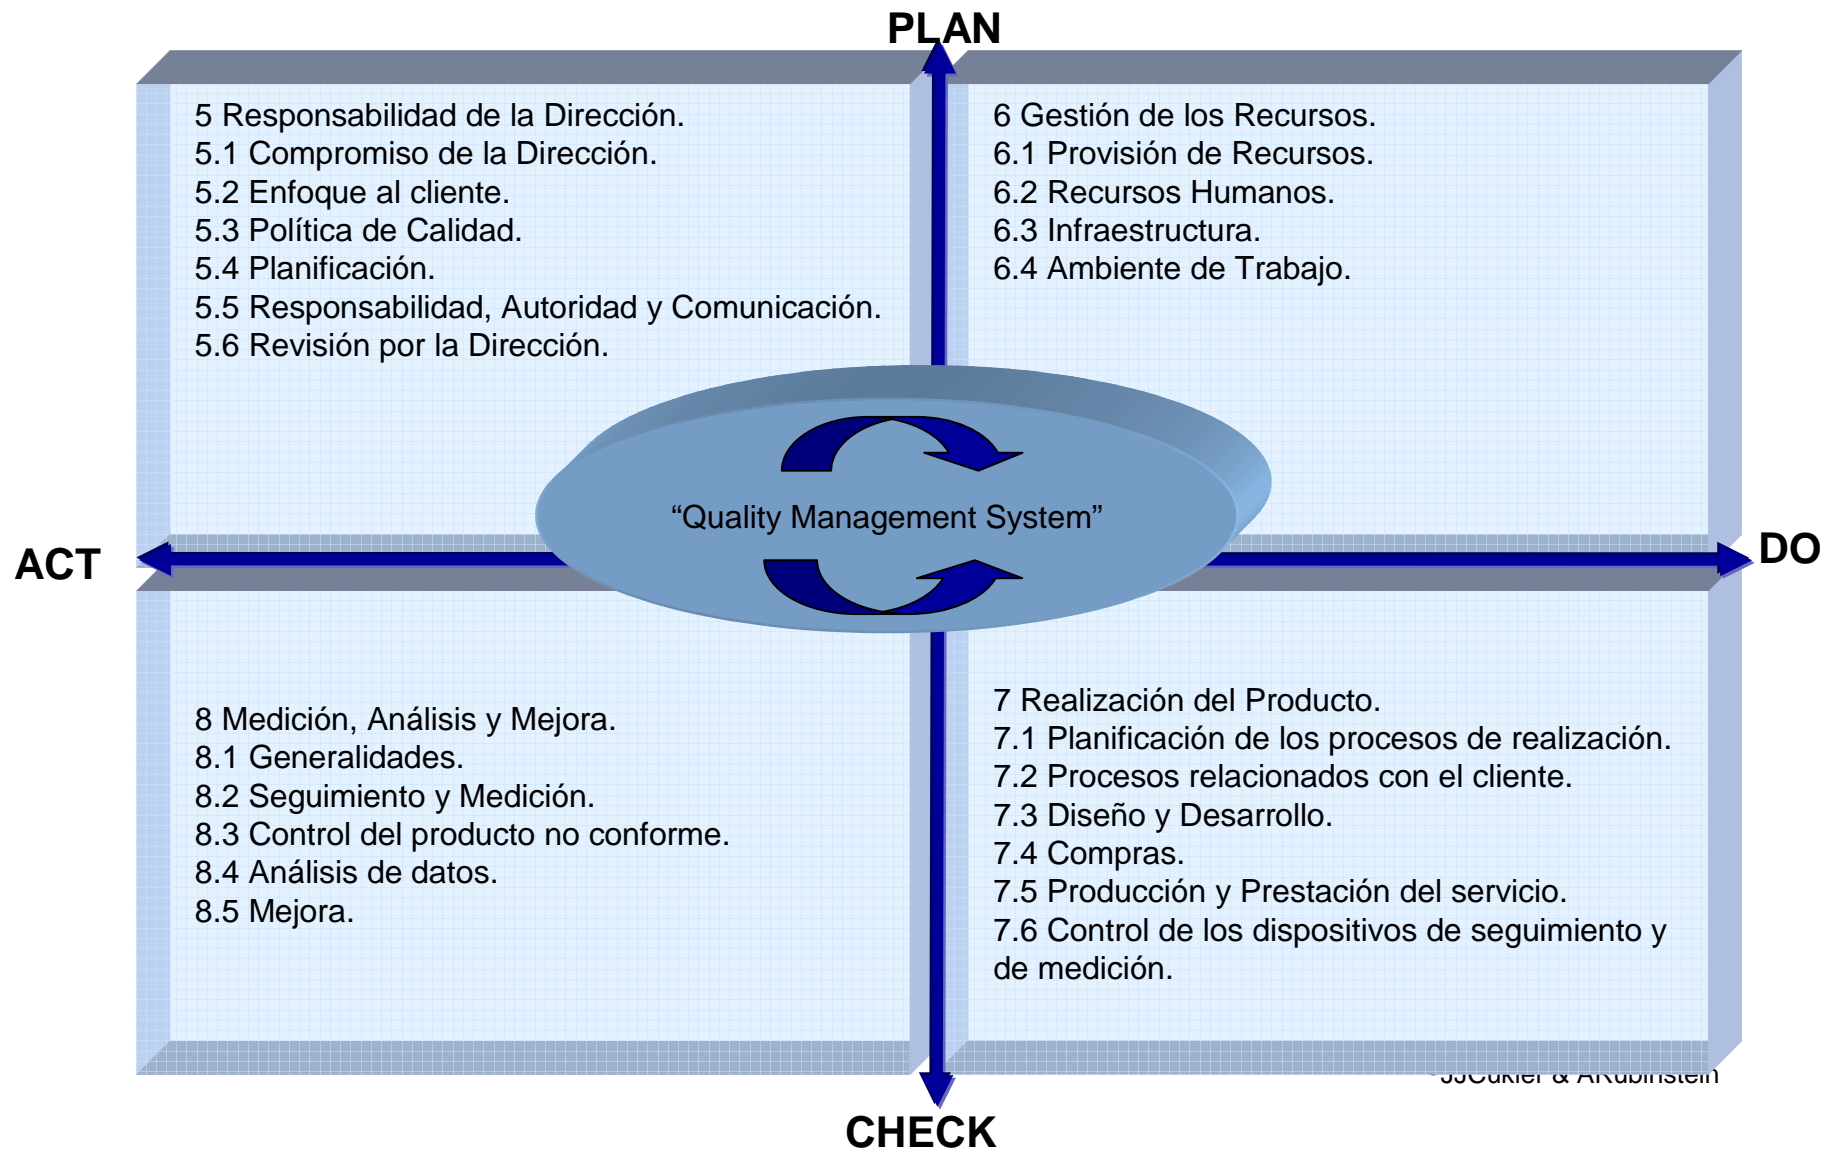 PLAN
5 Responsabilidad de la Dirección.
5.1 Compromiso de la Dirección.
5.2 Enfoque al cliente.
5.3 Política de Calidad.
5.4 Planificación.
5.5 Responsabilidad, Autoridad y Comunicación.
5.6 Revisión por la Dirección.
6 Gestión de los Recursos.
6.1 Provisión de Recursos.
6.2 Recursos Humanos.
6.3 Infraestructura.
6.4 Ambiente de Trabajo.
“Quality Management System”
ACT
DO
8 Medición, Análisis y Mejora.
8.1 Generalidades.
8.2 Seguimiento y Medición.
8.3 Control del producto no conforme.
8.4 Análisis de datos.
8.5 Mejora.
7 Realización del Producto.
7.1 Planificación de los procesos de realización.
7.2 Procesos relacionados con el cliente.
7.3 Diseño y Desarrollo.
7.4 Compras.
7.5 Producción y Prestación del servicio.
7.6 Control de los dispositivos de seguimiento y
de medición.
JJCukier & ARubinstein
CHECK